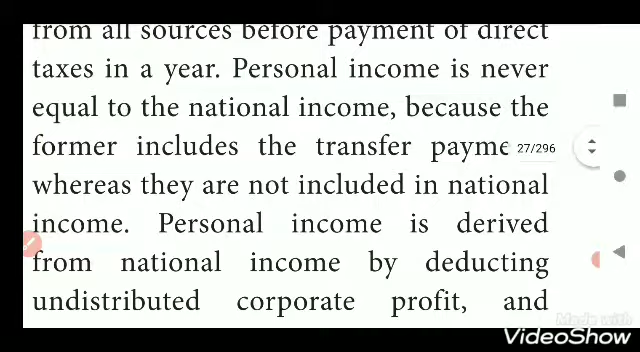 from all sources before payment of direct
taxes in a year. Personal income is never
equal to the national income, because the
former includes the transfer payme
27/296
whereas they are not included in national
income. Personal income is derived
from national income by deducting
undistributed corporate profit, and
Made with
VideoShow